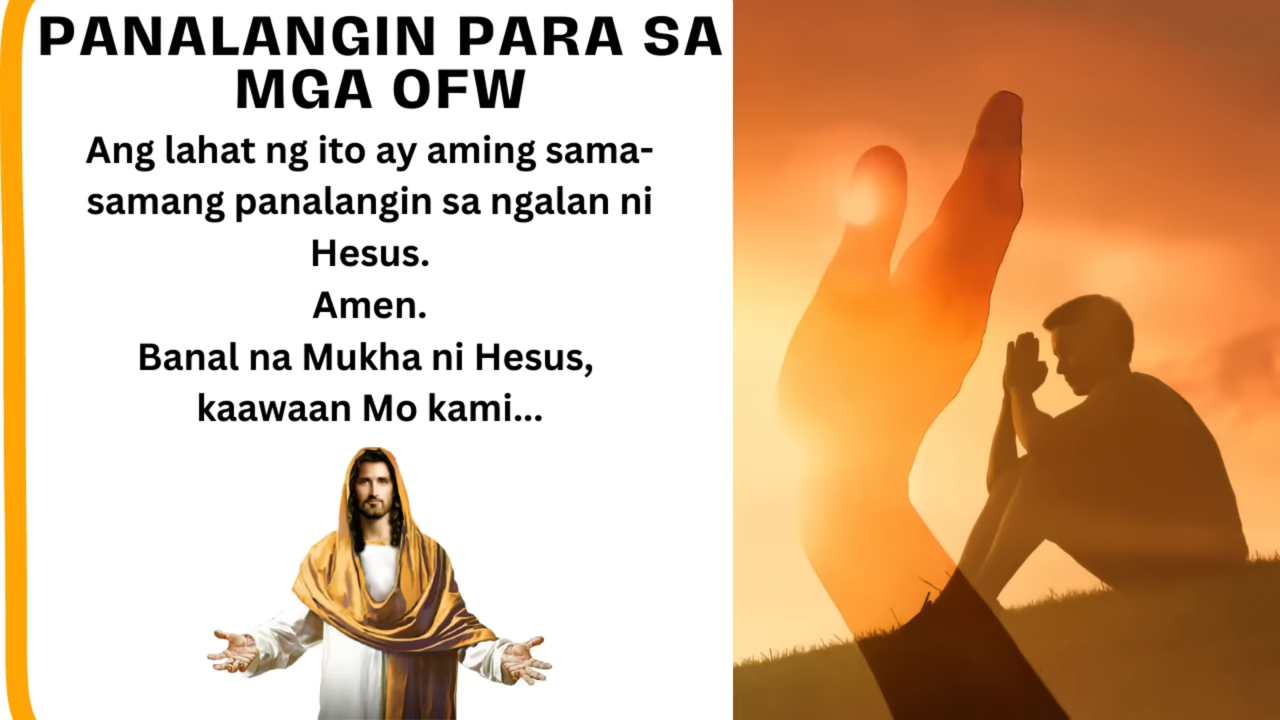 PANALANGIN PARA SA
MGA OFW
Ang lahat ng ito ay aming sama-
samang panalangin sa ngalan ni
Hesus.
Amen.
Banal na Mukha ni Hesus,
kaawaan Mo kami...